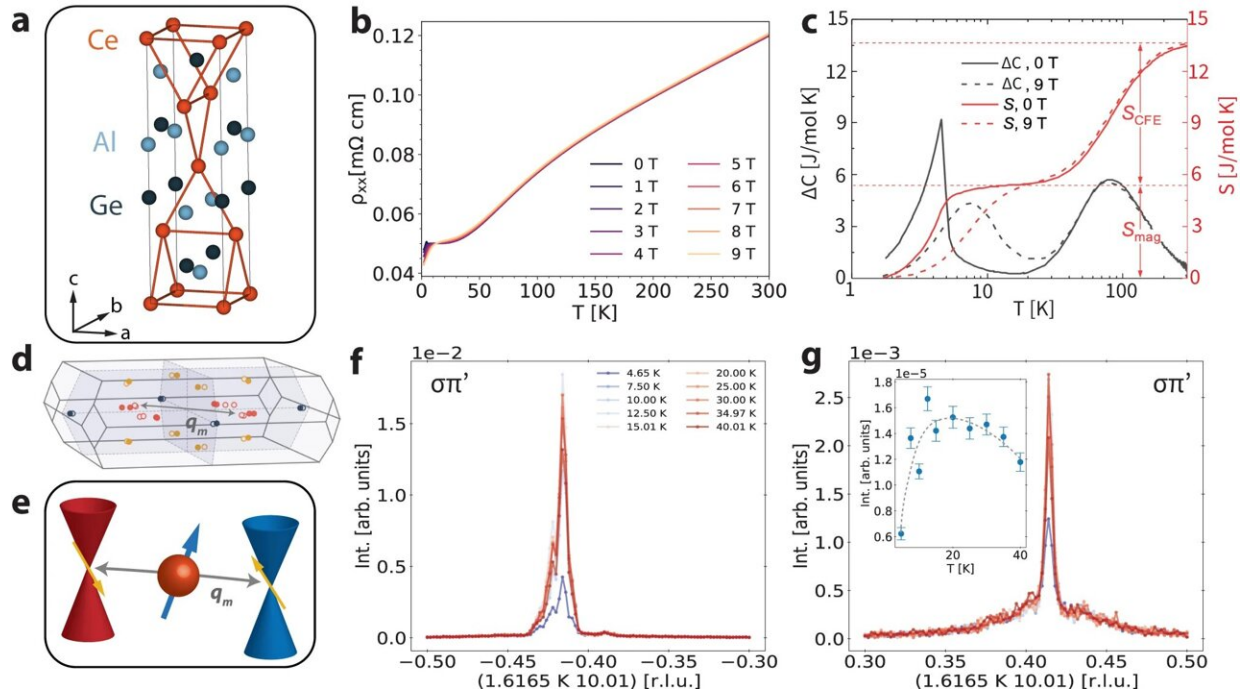 a
Ce
Al
Ge
c
b
a
b
ρxx[mΩ cm]
0.12
0.10
0.08
0.06
0.04
0 T
1 T
2 T
3 T
4 T
5 T
6 T
7 T
8 T
9 T
0 50 100 150 200 250 300
T [K]
c
ΔC [J/mol K]
15
12
9
6
3
0
ΔC, 0 T
ΔC, 9 T
S, 0 T
S, 9 T
SCFE
Smag
15
12
9
6
3
0
S [J/mol K]
1 10 100
T [K]
d
qm
e
qm
f
1e−2
σπ’
4.65 K
7.50 K
10.00 K
12.50 K
15.01 K
20.00 K
25.00 K
30.00 K
34.97 K
40.01 K
Int. [arb. units]
1.5
1.0
0.5
0.0
−0.50 −0.45 −0.40 −0.35 −0.30
(1.6165 K 10.01) [r.l.u.]
g
1e−3
σπ’
Int. [arb. units]
2.5
2.0
1.5
1.0
0.5
0.0
1e−5
Int. [arb. units]
1.8
1.6
1.4
1.2
1.0
0.8
0.6
20 40
T [K]
0.30 0.35 0.40 0.45 0.50
(1.6165 K 10.01) [r.l.u.]